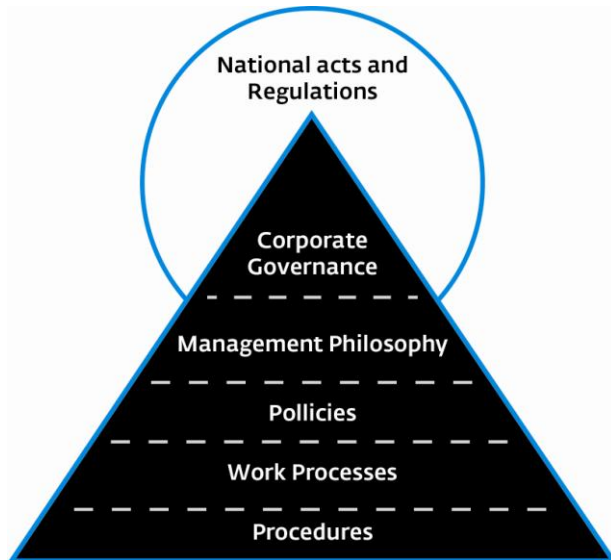 National acts and
Regulations
Corporate
Governance
Management Philosophy
Pollicies
Work Processes
Procedures